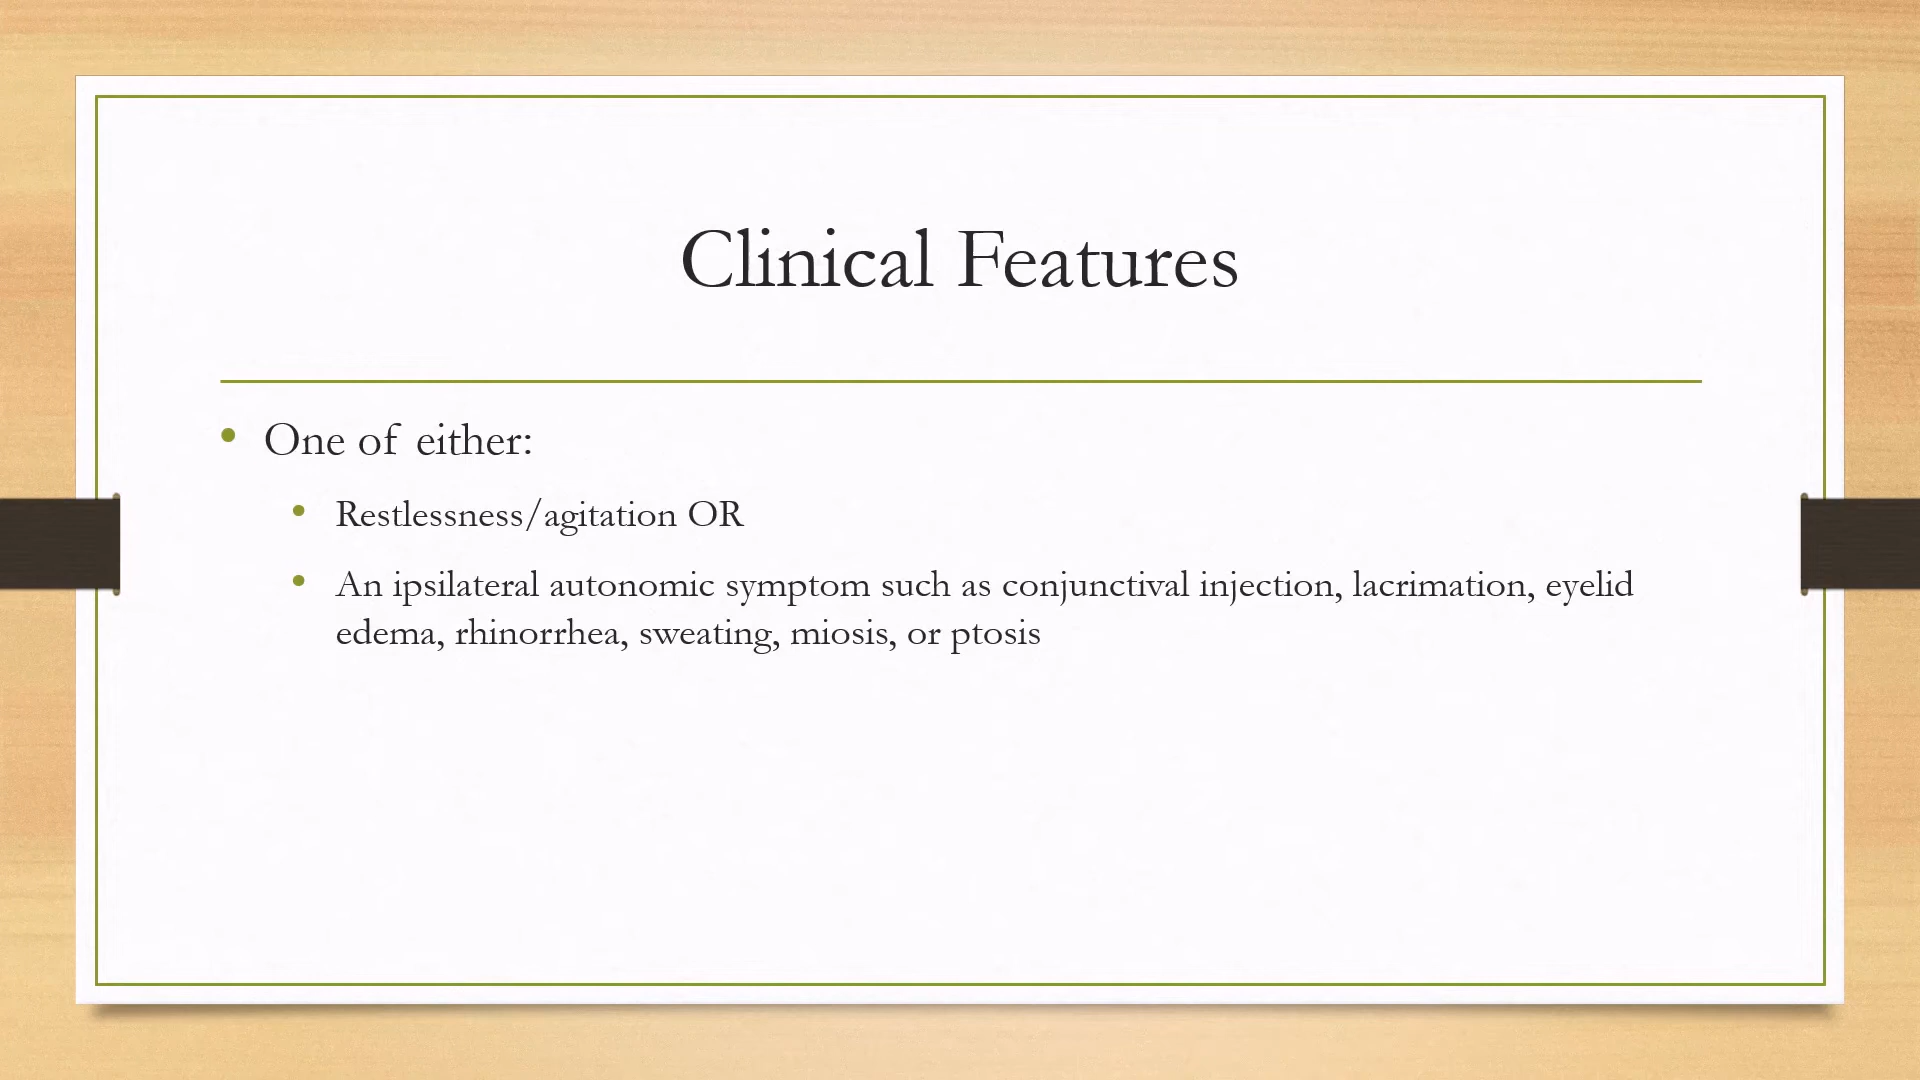 Clinical Features
• One of either:
• Restlessness/agitation OR
• An ipsilateral autonomic symptom such as conjunctival injection, lacrimation, eyelid
edema, rhinorrhea, sweating, miosis, or ptosis